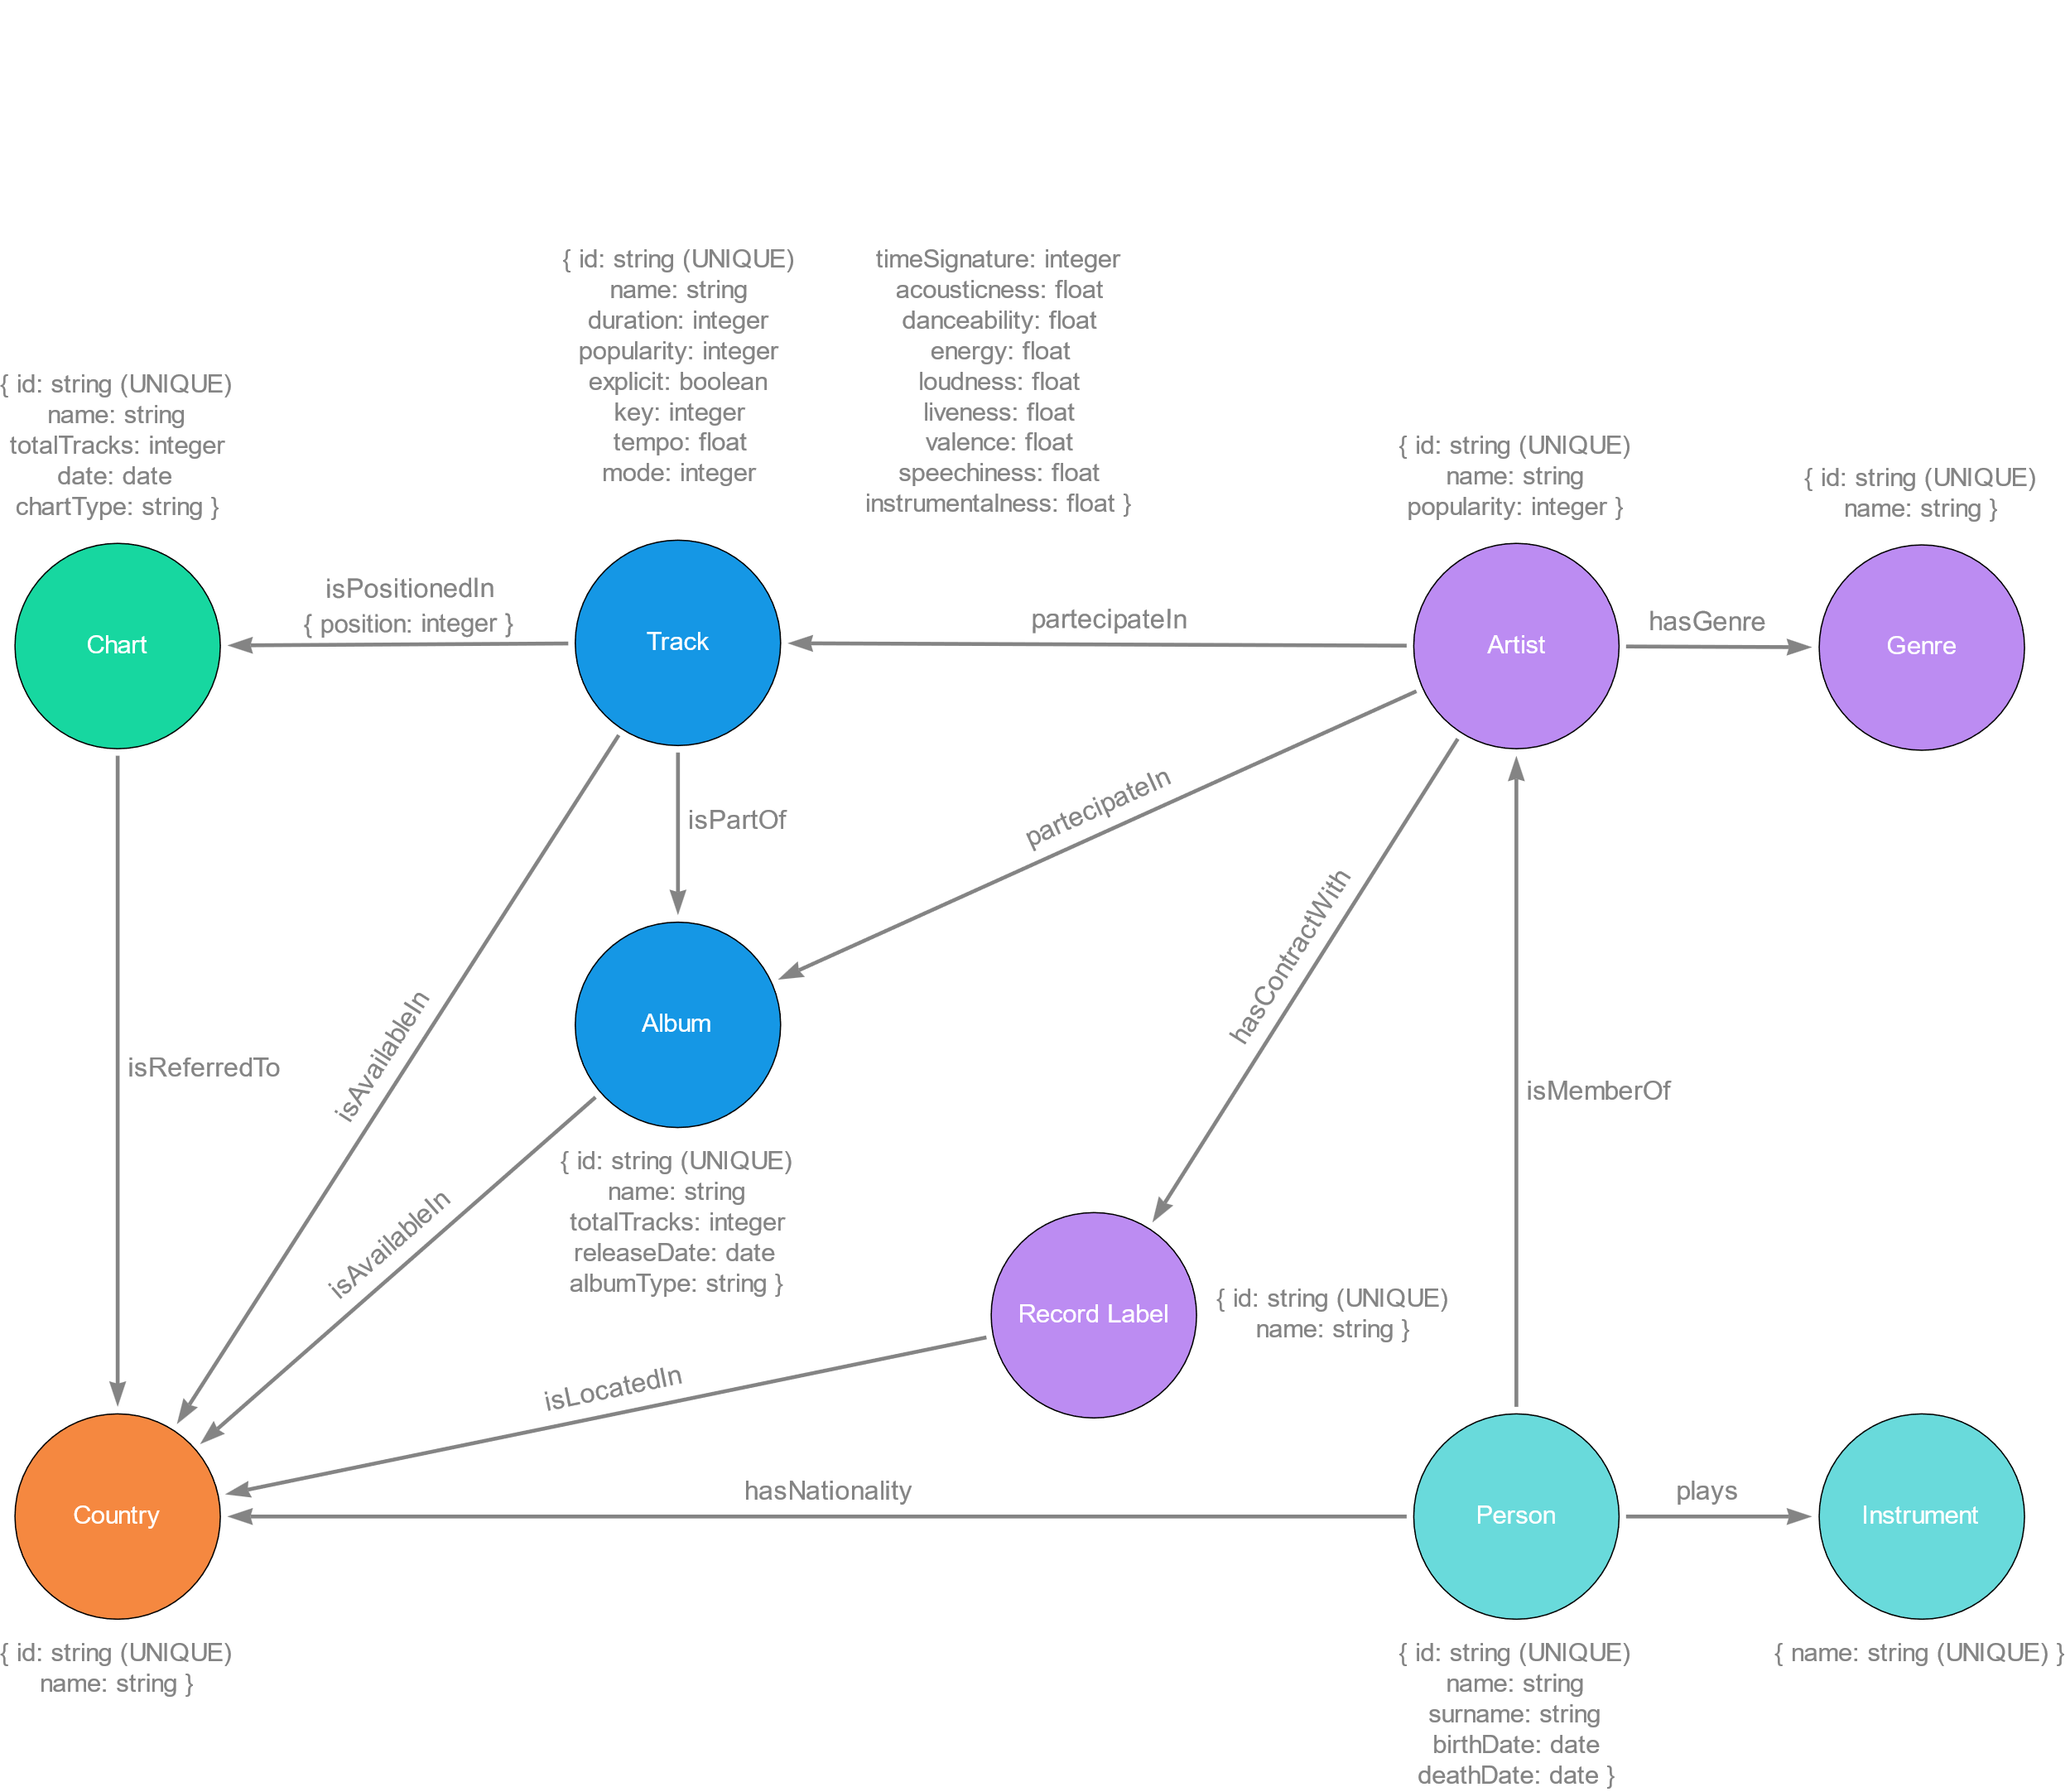 { id: string (UNIQUE)
name: string
duration: integer
popularity: integer
explicit: boolean
key: integer
tempo: float
mode: integer
timeSignature: integer
acousticness: float
danceability: float
energy: float
loudness: float
liveness: float
valence: float
speechiness: float
instrumentalness: float }
{ id: string (UNIQUE)
name: string
totalTracks: integer
date: date
chartType: string }
{ id: string (UNIQUE)
name: string
popularity: integer }
{ id: string (UNIQUE)
name: string }
Chart
isPositionedIn
{ position: integer }
Track
partecipateIn
Artist
hasGenre
Genre
isPartOf
partecipateIn
hasContractWith
isReferredTo
isAvailableIn
Album
isMemberOf
{ id: string (UNIQUE)
name: string
totalTracks: integer
releaseDate: date
albumType: string }
isAvailableIn
Record Label
{ id: string (UNIQUE)
name: string }
isLocatedIn
Country
hasNationality
Person
plays
Instrument
{ id: string (UNIQUE)
name: string }
{ id: string (UNIQUE)
name: string
surname: string
birthDate: date
deathDate: date }
{ name: string (UNIQUE) }